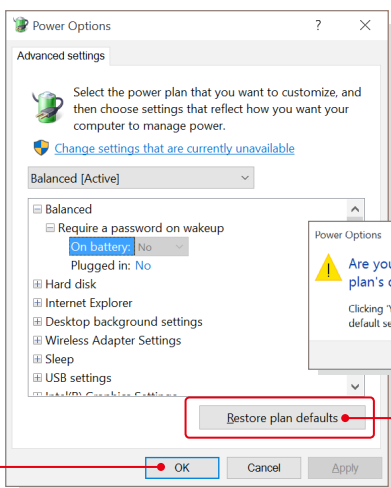 Power Options
Advanced settings
Select the power plan that you want to customize, and
then choose settings that reflect how you want your
computer to manage power.
Change settings that are currently unavailable
Balanced [Active]
Balanced
Require a password on wakeup
On battery: No
Plugged in: No
Hard disk
Internet Explorer
Desktop background settings
Wireless Adapter Settings
Sleep
USB settings
Intel(R) Graphics Settings
Power Options
Are you
plan's
Clicking
default
Restore plan defaults
OK Cancel Apply